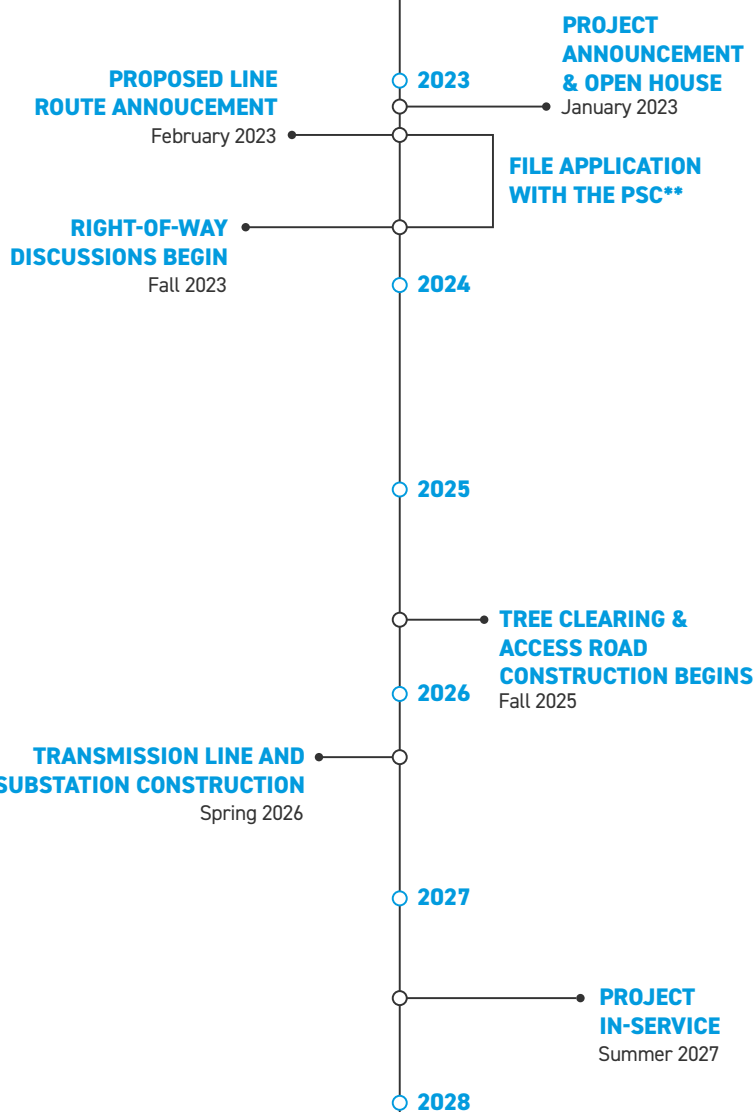 PROJECT
ANNOUNCEMENT
& OPEN HOUSE
January 2023
2023
PROPOSED LINE
ROUTE ANNOUCEMENT
February 2023
FILE APPLICATION
WITH THE PSC**
RIGHT-OF-WAY
DISCUSSIONS BEGIN
Fall 2023
2024
2025
TREE CLEARING &
ACCESS ROAD
CONSTRUCTION BEGINS
Fall 2025
2026
TRANSMISSION LINE AND
SUBSTATION CONSTRUCTION
Spring 2026
2027
PROJECT
IN-SERVICE
Summer 2027
2028